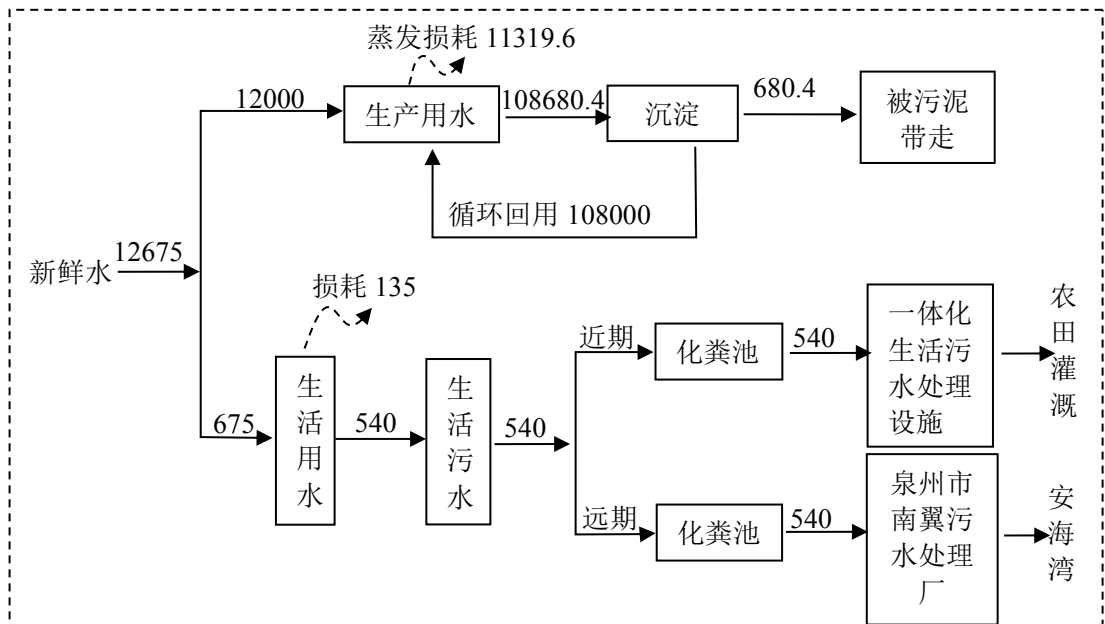 蒸发损耗 11319.6
12000
生产用水
108680.4
沉淀
680.4
被污泥
带走
循环回用 108000
新鲜水
12675
损耗 135
675
生活用水
540
生活污水
540
近期
化粪池
540
一体化
生活污
水处理
设施
农田灌溉
远期
化粪池
540
泉州市
南翼污
水处理
厂
安海湾